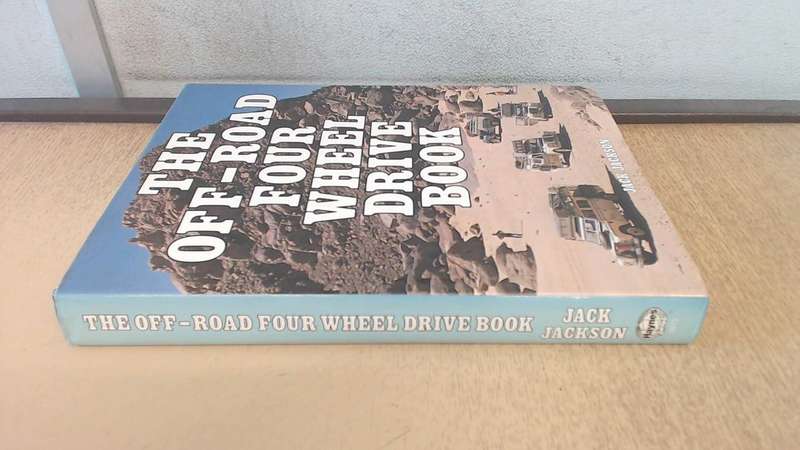 THE
OFF-ROAD
FOUR
WHEEL
DRIVE
BOOK
JACK JACKSON
THE OFF-ROAD FOUR WHEEL DRIVE BOOK
JACK
JACKSON
Haynes